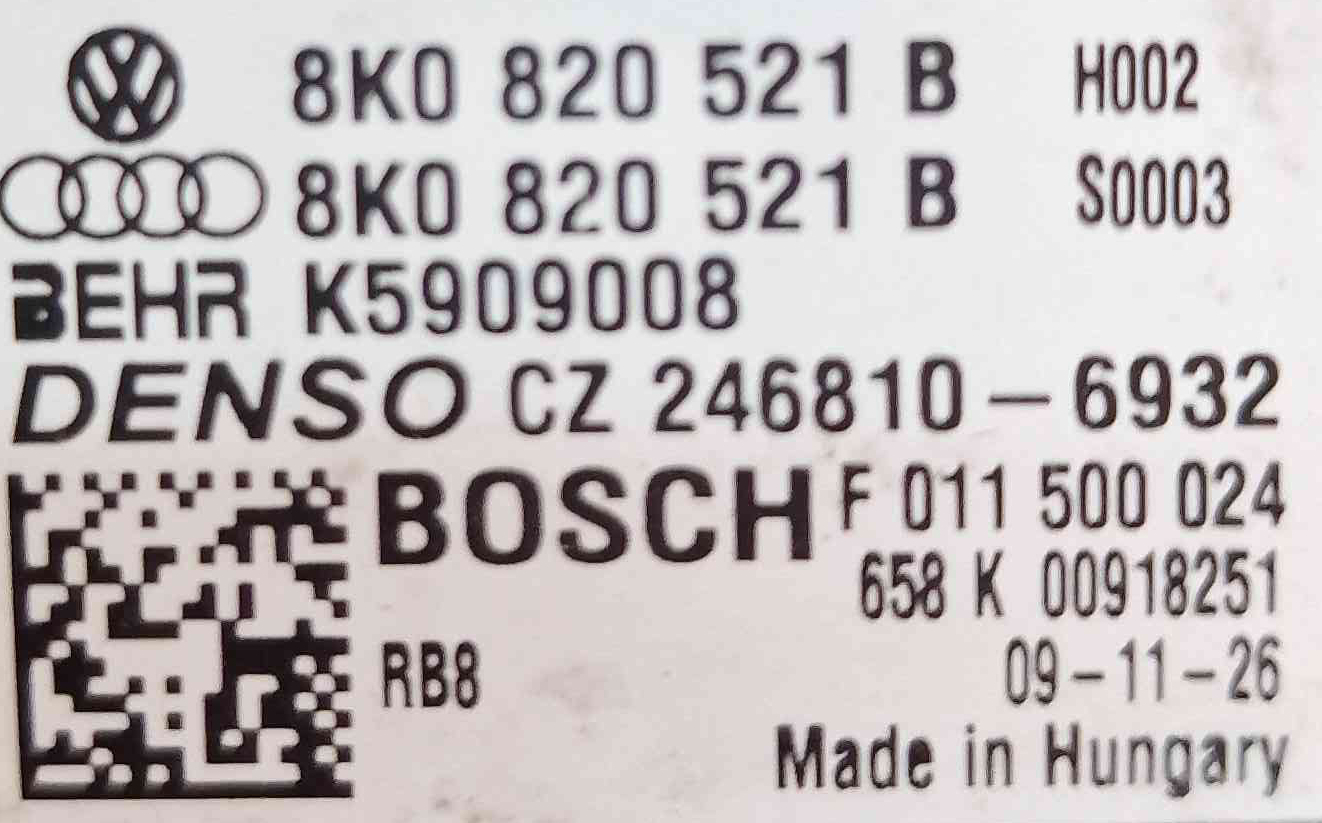 8K0 820 521 B H002
8K0 820 521 B S0003
BEHR K5909008
DENSO CZ 246810-6932
BOSCH F 011 500 024
658 K 00918251
RB8 09-11-26
Made in Hungary